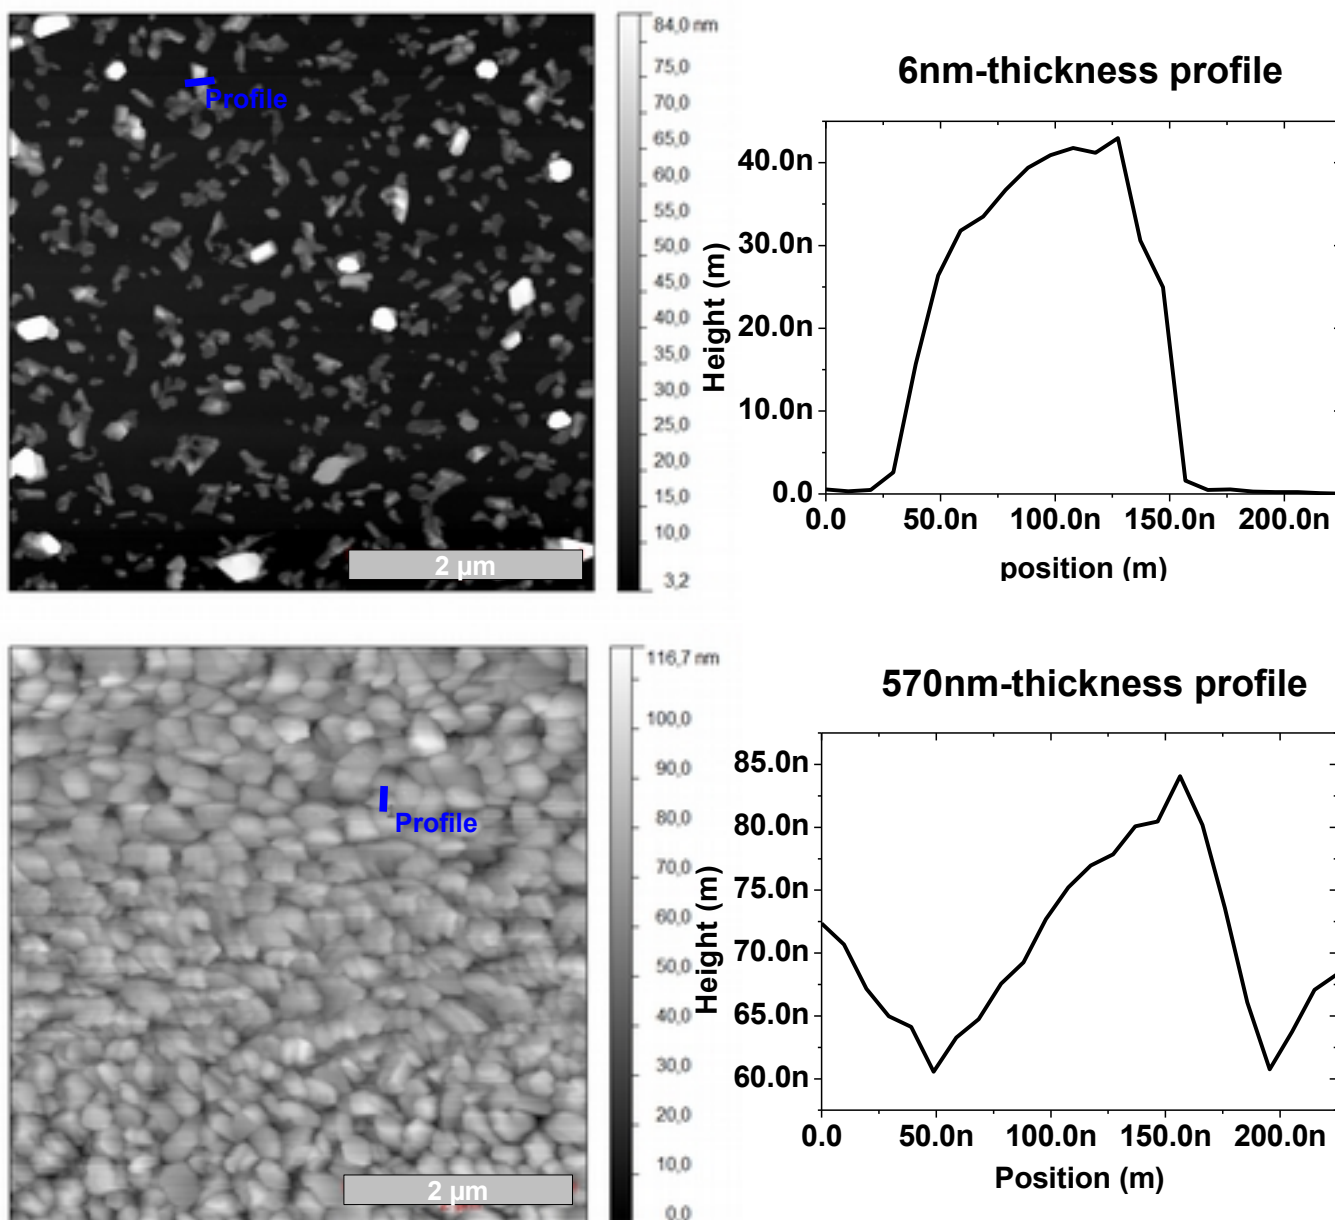 84,0 nm
75,0
70,0
65,0
60,0
55,0
50,0
45,0
40,0
35,0
30,0
25,0
20,0
15,0
10,0
3,2
Profile
2 µm
6nm-thickness profile
Height (m)
40.0n
30.0n
20.0n
10.0n
0.0
0.0 50.0n 100.0n 150.0n 200.0n
position (m)
116,7 nm
100,0
90,0
80,0
70,0
60,0
50,0
40,0
30,0
20,0
10,0
0.0
Profile
2 µm
570nm-thickness profile
Height (m)
85.0n
80.0n
75.0n
70.0n
65.0n
60.0n
0.0 50.0n 100.0n 150.0n 200.0n
Position (m)